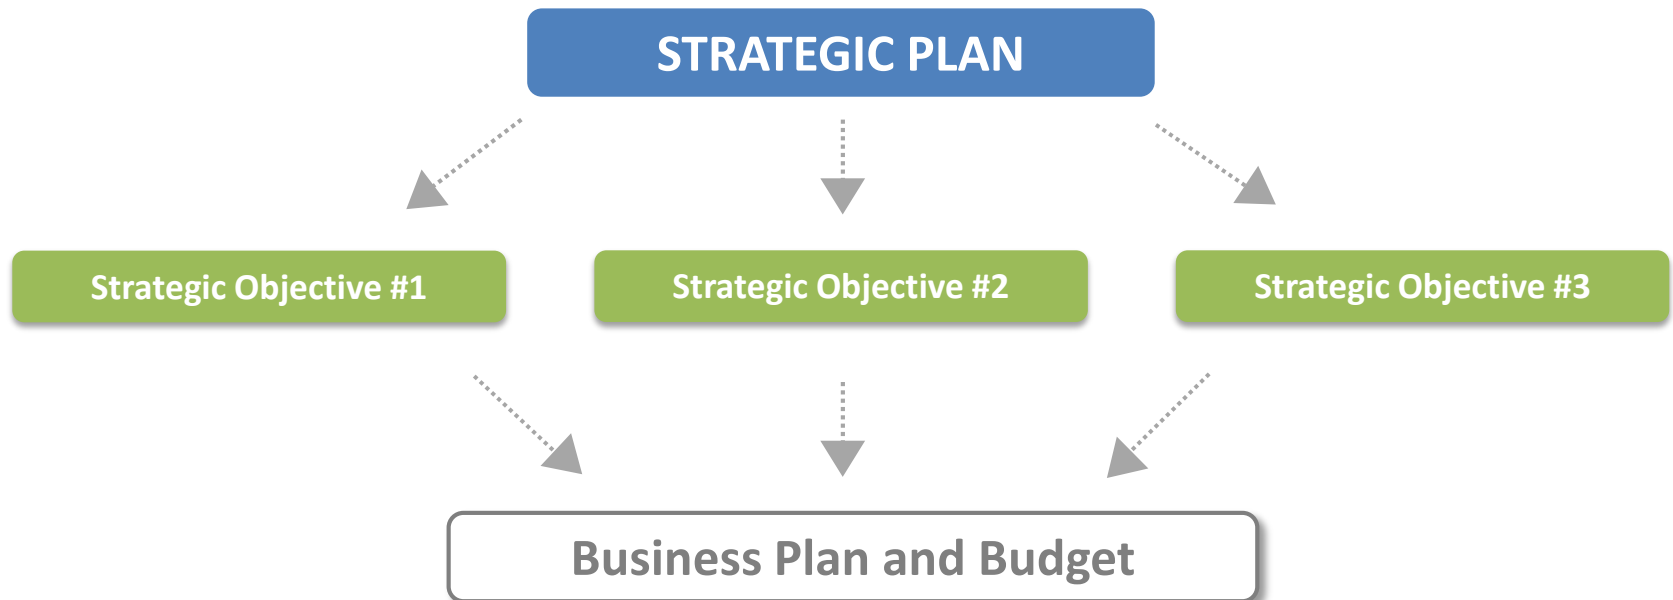 STRATEGIC PLAN
Strategic Objective #1
Strategic Objective #2
Strategic Objective #3
Business Plan and Budget